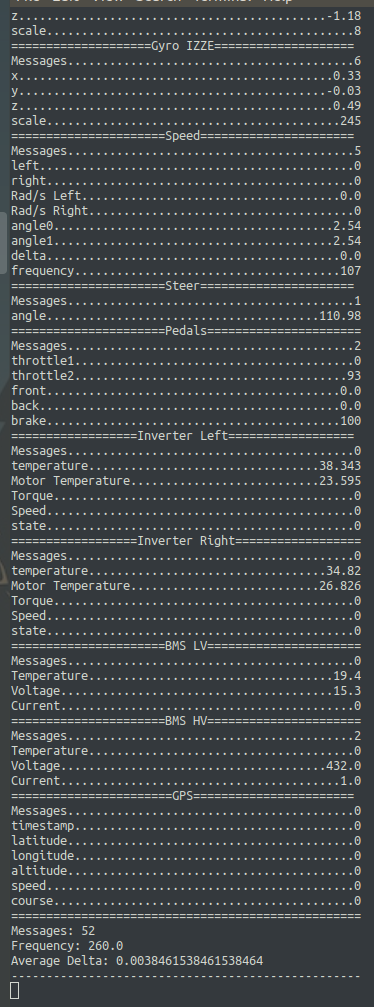 z...........................................-1.18
scale...........................................8
====================Gyro IZZE====================
Messages........................................6
x............................................0.33
y...........................................-0.03
z............................................0.49
scale.........................................245
======================Speed======================
Messages........................................5
left............................................0
right...........................................0
Rad/s Left....................................0.0
Rad/s Right.....................................0
angle0.......................................2.54
angle1.......................................2.54
delta.........................................0.0
frequency.....................................107
======================Steer======================
Messages........................................1
angle......................................110.98
======================Pedals======================
Messages........................................2
throttle1.......................................0
throttle2......................................93
front.........................................0.0
back..........................................0.0
brake.........................................100
==================Inverter Left==================
Messages........................................0
temperature................................38.343
Motor Temperature..........................23.595
Torque..........................................0
Speed...........................................0
state...........................................0
==================Inverter Right==================
Messages........................................0
temperature.................................34.82
Motor Temperature..........................26.826
Torque..........................................0
Speed...........................................0
state...........................................0
======================BMS LV======================
Messages........................................0
Temperature..................................19.4
Voltage......................................15.3
Current.........................................0
======================BMS HV======================
Messages........................................2
Temperature.....................................0
Voltage.....................................432.0
Current.......................................1.0
=======================GPS=======================
Messages........................................0
timestamp.......................................0
latitude........................................0
longitude.......................................0
altitude........................................0
speed...........................................0
course..........................................0
==================================================
Messages: 52
Frequency: 260.0
Average Delta: 0.0038461538461538464
--------------------------------------------------